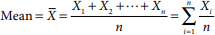 Mean = X̄ = (X₁ + X₂ + ··· + Xₙ)/n = ∑ᵢ₌₁ⁿ Xᵢ/n